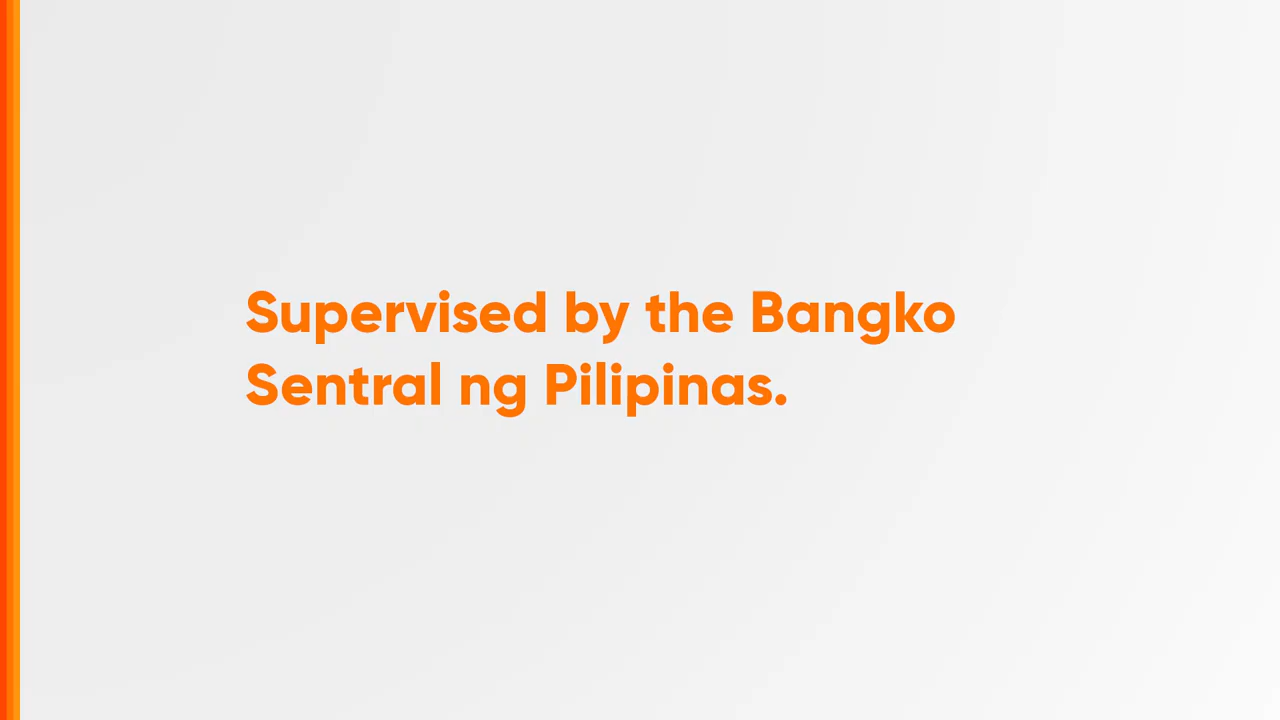 Supervised by the Bangko
Sentral ng Pilipinas.